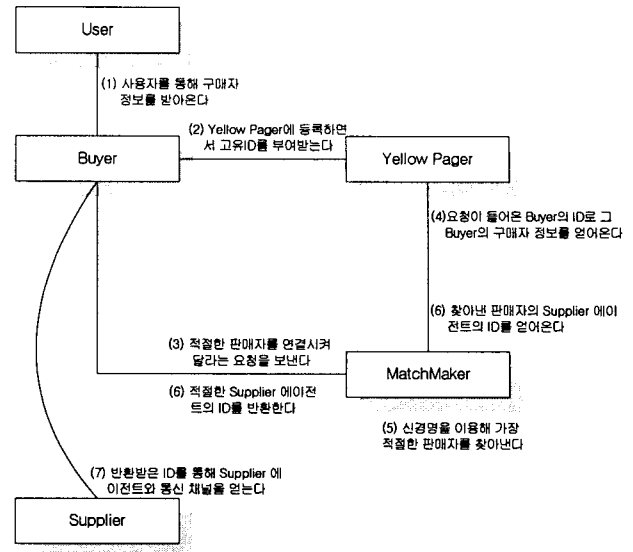 User
(1) 사용자를 통해 구매자
정보를 받아온다
(2) Yellow Pager에 등록하면
서 고유ID를 부여받는다
Buyer
Yellow Pager
(4)요청이 들어온 Buyer의 ID로 그
Buyer의 구매자 정보를 얻어온다
(6) 찾아낸 판매자의 Supplier 에이
전트의 ID를 얻어온다
(3) 적절한 판매자를 연결시켜
달라는 요청을 보낸다
MatchMaker
(6) 적절한 Supplier 에이전
트의 ID를 반환한다
(5) 신경명을 이용해 가장
적절한 판매자를 찾아낸다
(7) 반환받은 ID를 통해 Supplier 에
이전트와 통신 채널을 얻는다
Supplier